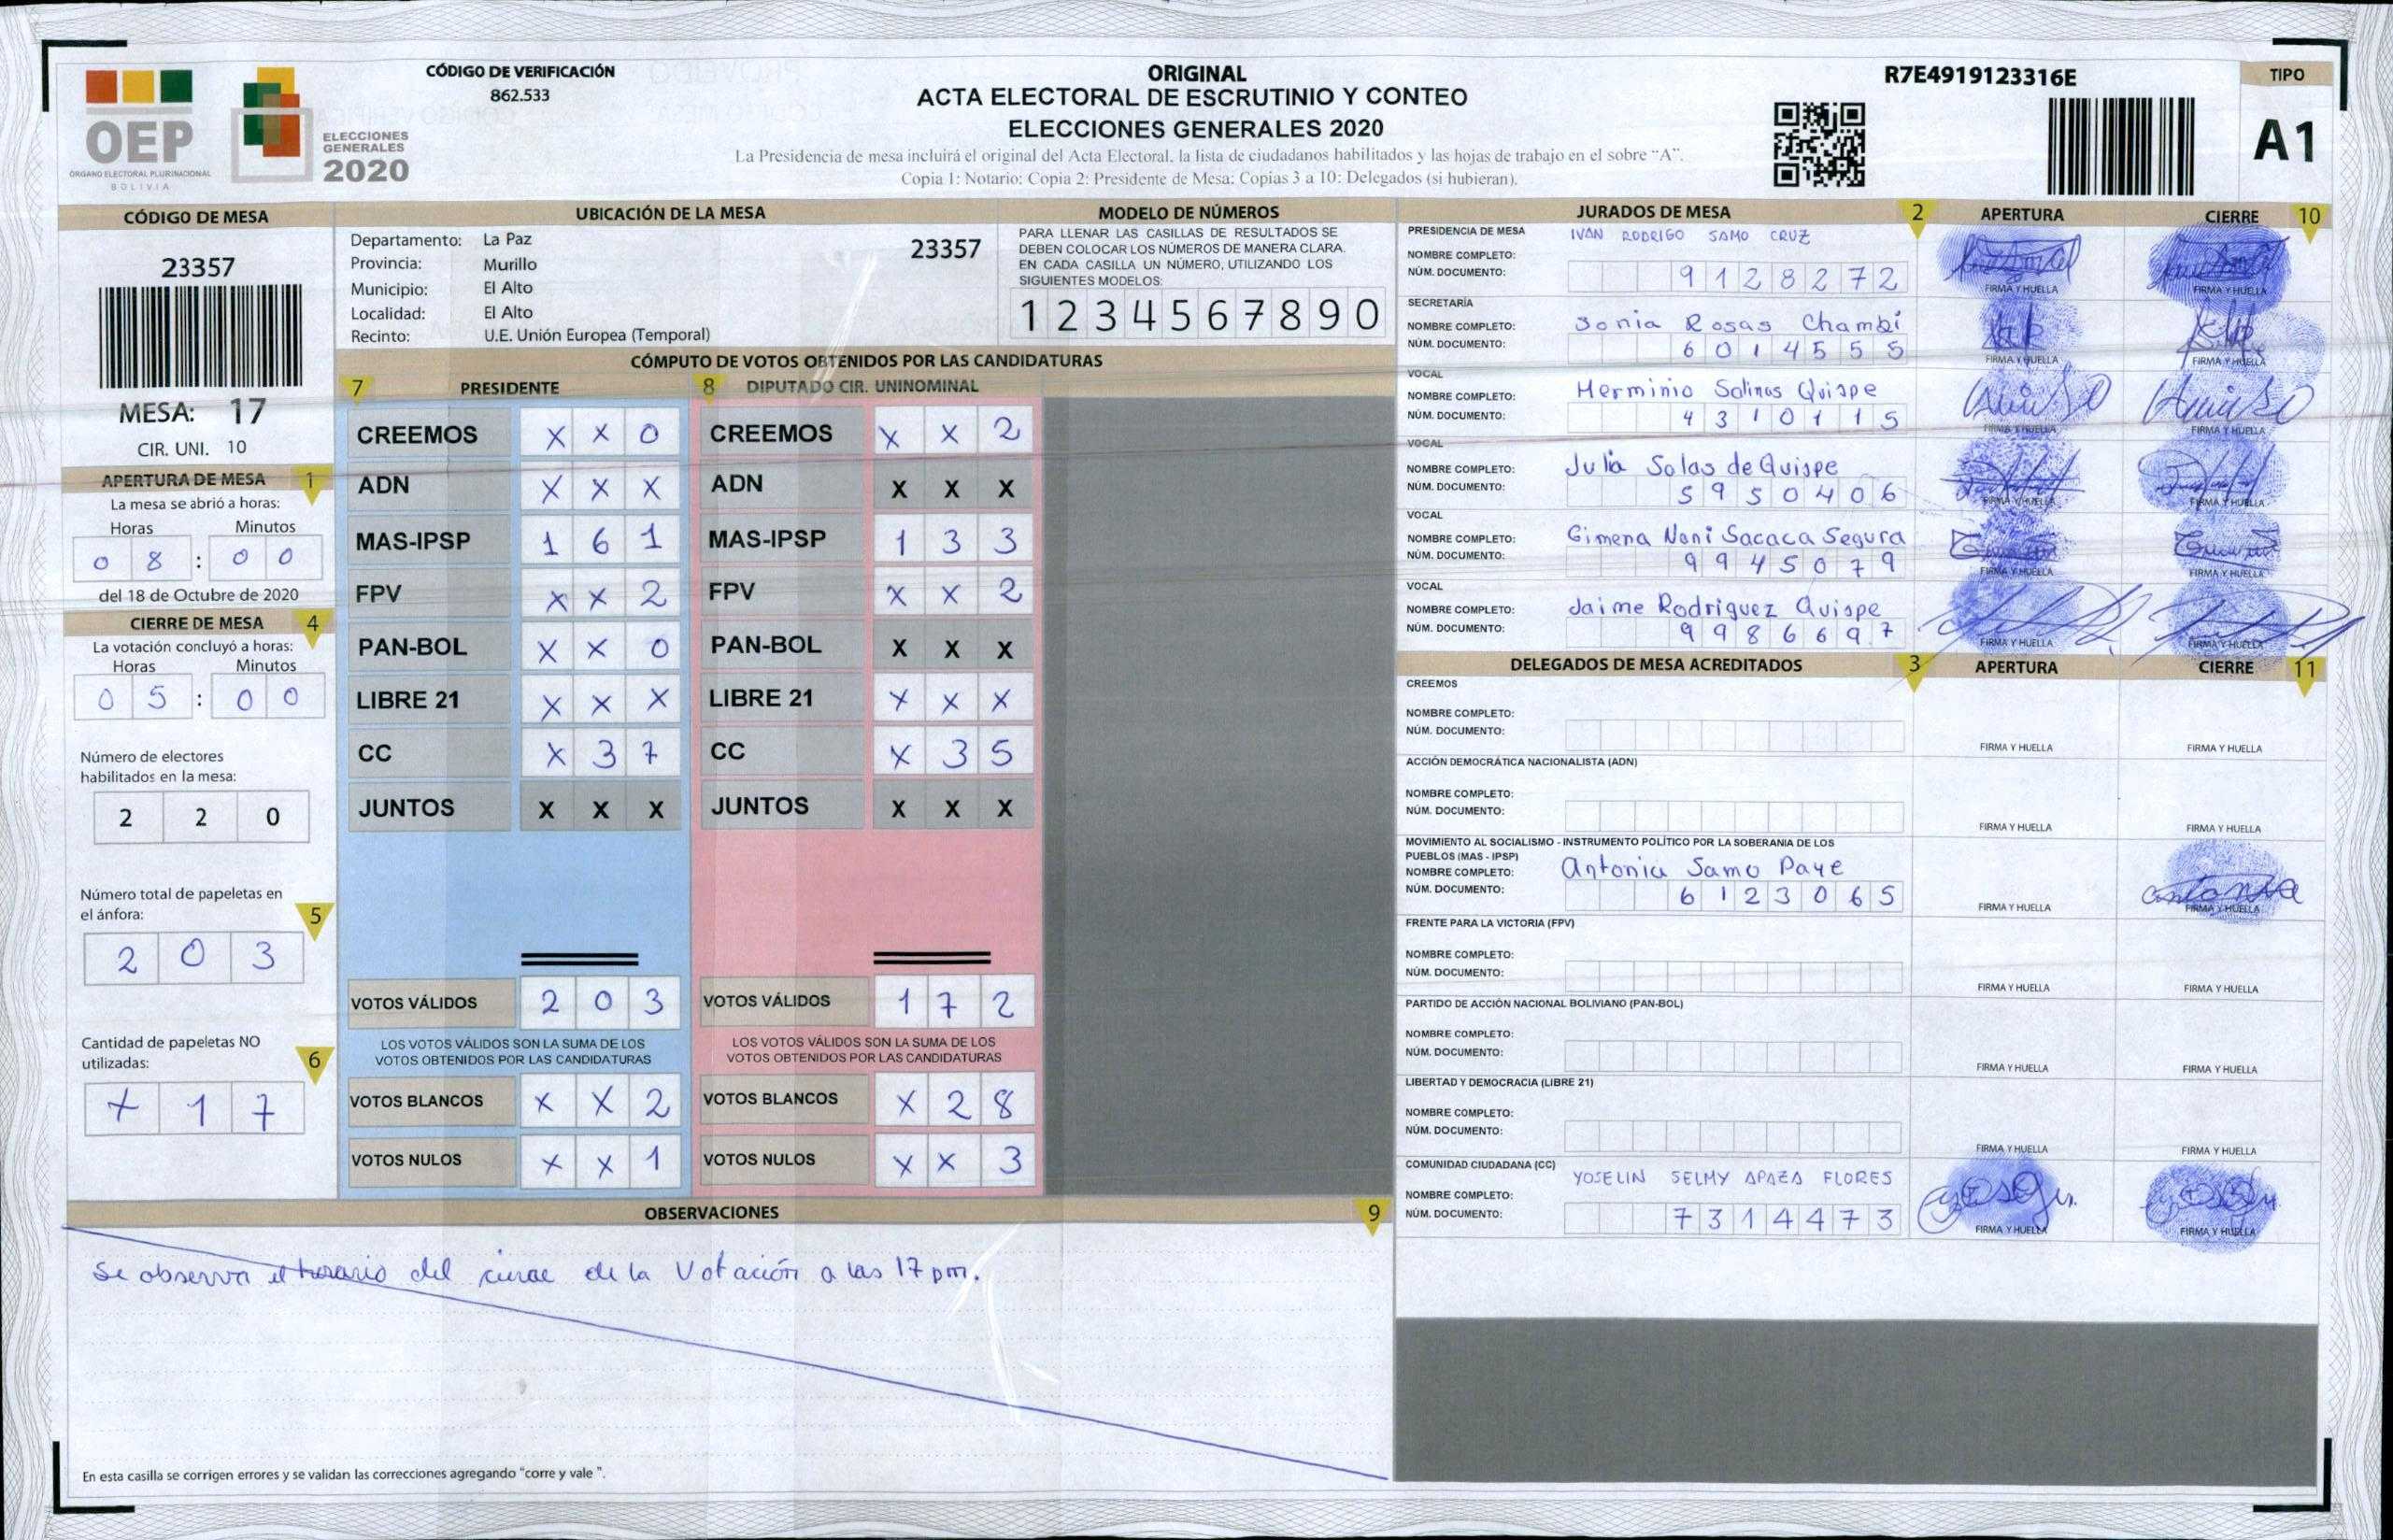 CÓDIGO DE VERIFICACIÓN
862.533
OEP
ÓRGANO ELECTORAL PLURINACIONAL
BOLIVIA
ELECCIONES
GENERALES
2020
ORIGINAL
ACTA ELECTORAL DE ESCRUTINIO Y CONTEO
ELECCIONES GENERALES 2020
La Presidencia de mesa incluirá el original del Acta Electoral, la lista de ciudadanos habilitados y las hojas de trabajo en el sobre “A”.
Copia 1: Notario: Copia 2: Presidente de Mesa: Copias 3 a 10: Delegados (si hubieran).
R7E4919123316E
TIPO
A1
CÓDIGO DE MESA
23357
MESA: 17
CIR. UNI. 10
APERTURA DE MESA 1
La mesa se abrió a horas:
Horas Minutos
0 8 : 0 0
del 18 de Octubre de 2020
CIERRE DE MESA 4
La votación concluyó a horas:
Horas Minutos
0 5 : 0 0
Número de electores
habilitados en la mesa:
2 2 0
Número total de papeletas en
el ánfora: 5
2 0 3
Cantidad de papeletas NO
utilizadas: 6
X 1 7
UBICACIÓN DE LA MESA
Departamento: La Paz 23357
Provincia: Murillo
Municipio: El Alto
Localidad: El Alto
Recinto: U.E. Unión Europea (Temporal)
MODELO DE NÚMEROS
PARA LLENAR LAS CASILLAS DE RESULTADOS SE
DEBEN COLOCAR LOS NÚMEROS DE MANERA CLARA.
EN CADA CASILLA UN NÚMERO, UTILIZANDO LOS
SIGUIENTES MODELOS:
1 2 3 4 5 6 7 8 9 0
CÓMPUTO DE VOTOS OBTENIDOS POR LAS CANDIDATURAS
7 PRESIDENTE 8 DIPUTADO CIR. UNINOMINAL
CREEMOS X X 0 CREEMOS X X 2
ADN X X X ADN X X X
MAS-IPSP 1 6 1 MAS-IPSP 1 3 3
FPV X X 2 FPV X X 2
PAN-BOL X X 0 PAN-BOL X X X
LIBRE 21 X X X LIBRE 21 X X X
CC X 3 7 CC X 3 5
JUNTOS X X X JUNTOS X X X
VOTOS VÁLIDOS 2 0 3 VOTOS VÁLIDOS 1 7 2
LOS VOTOS VÁLIDOS SON LA SUMA DE LOS LOS VOTOS VÁLIDOS SON LA SUMA DE LOS
VOTOS OBTENIDOS POR LAS CANDIDATURAS VOTOS OBTENIDOS POR LAS CANDIDATURAS
VOTOS BLANCOS X X 2 VOTOS BLANCOS X 2 8
VOTOS NULOS X X 1 VOTOS NULOS X X 3
OBSERVACIONES 9
Se observa el horario del cierre de la Votación a las 17 pm.
En esta casilla se corrigen errores y se validan las correcciones agregando “corre y vale ”.
JURADOS DE MESA 2 APERTURA CIERRE 10
PRESIDENCIA DE MESA IVAN RODRIGO SAMO CRUZ
NOMBRE COMPLETO:
NÚM. DOCUMENTO: 9 1 2 8 2 7 2
FIRMA Y HUELLA FIRMA Y HUELLA
SECRETARÍA
NOMBRE COMPLETO: Sonia Rosas Chambi
NÚM. DOCUMENTO: 6 0 1 4 5 5 5
FIRMA Y HUELLA FIRMA Y HUELLA
VOCAL
NOMBRE COMPLETO: Herminio Salinas Quispe
NÚM. DOCUMENTO: 4 3 1 0 1 1 5
FIRMA Y HUELLA FIRMA Y HUELLA
VOCAL
NOMBRE COMPLETO: Julia Salas de Quispe
NÚM. DOCUMENTO: 5 9 5 0 4 0 6
FIRMA Y HUELLA FIRMA Y HUELLA
VOCAL
NOMBRE COMPLETO: Gimena Nani Sacaca Segura
NÚM. DOCUMENTO: 9 9 4 5 0 7 9
FIRMA Y HUELLA FIRMA Y HUELLA
VOCAL
NOMBRE COMPLETO: Jaime Rodriguez Quispe
NÚM. DOCUMENTO: 9 9 8 6 6 9 7
FIRMA Y HUELLA FIRMA Y HUELLA
DELEGADOS DE MESA ACREDITADOS 3 APERTURA CIERRE 11
CREEMOS
NOMBRE COMPLETO:
NÚM. DOCUMENTO:
FIRMA Y HUELLA FIRMA Y HUELLA
ACCIÓN DEMOCRÁTICA NACIONALISTA (ADN)
NOMBRE COMPLETO:
NÚM. DOCUMENTO:
FIRMA Y HUELLA FIRMA Y HUELLA
MOVIMIENTO AL SOCIALISMO - INSTRUMENTO POLÍTICO POR LA SOBERANIA DE LOS
PUEBLOS (MAS - IPSP)
NOMBRE COMPLETO: Antonia Samo Paye
NÚM. DOCUMENTO: 6 1 2 3 0 6 5
FIRMA Y HUELLA FIRMA Y HUELLA
FRENTE PARA LA VICTORIA (FPV)
NOMBRE COMPLETO:
NÚM. DOCUMENTO:
FIRMA Y HUELLA FIRMA Y HUELLA
PARTIDO DE ACCIÓN NACIONAL BOLIVIANO (PAN-BOL)
NOMBRE COMPLETO:
NÚM. DOCUMENTO:
FIRMA Y HUELLA FIRMA Y HUELLA
LIBERTAD Y DEMOCRACIA (LIBRE 21)
NOMBRE COMPLETO:
NÚM. DOCUMENTO:
FIRMA Y HUELLA FIRMA Y HUELLA
COMUNIDAD CIUDADANA (CC) YOSELIN SELMY APAZA FLORES
NOMBRE COMPLETO:
NÚM. DOCUMENTO: 7 3 1 4 4 7 3
FIRMA Y HUELLA FIRMA Y HUELLA